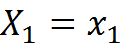 X₁ = x₁